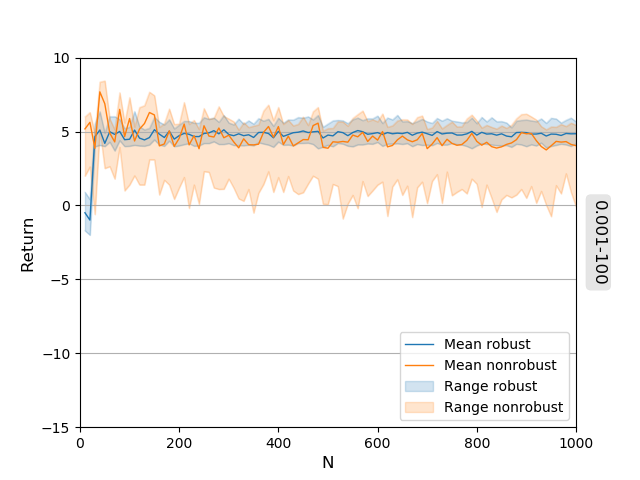 10
5
0
−5
−10
−15
Return
0
200
400
600
800
1000
N
0.001-100
Mean robust
Mean nonrobust
Range robust
Range nonrobust